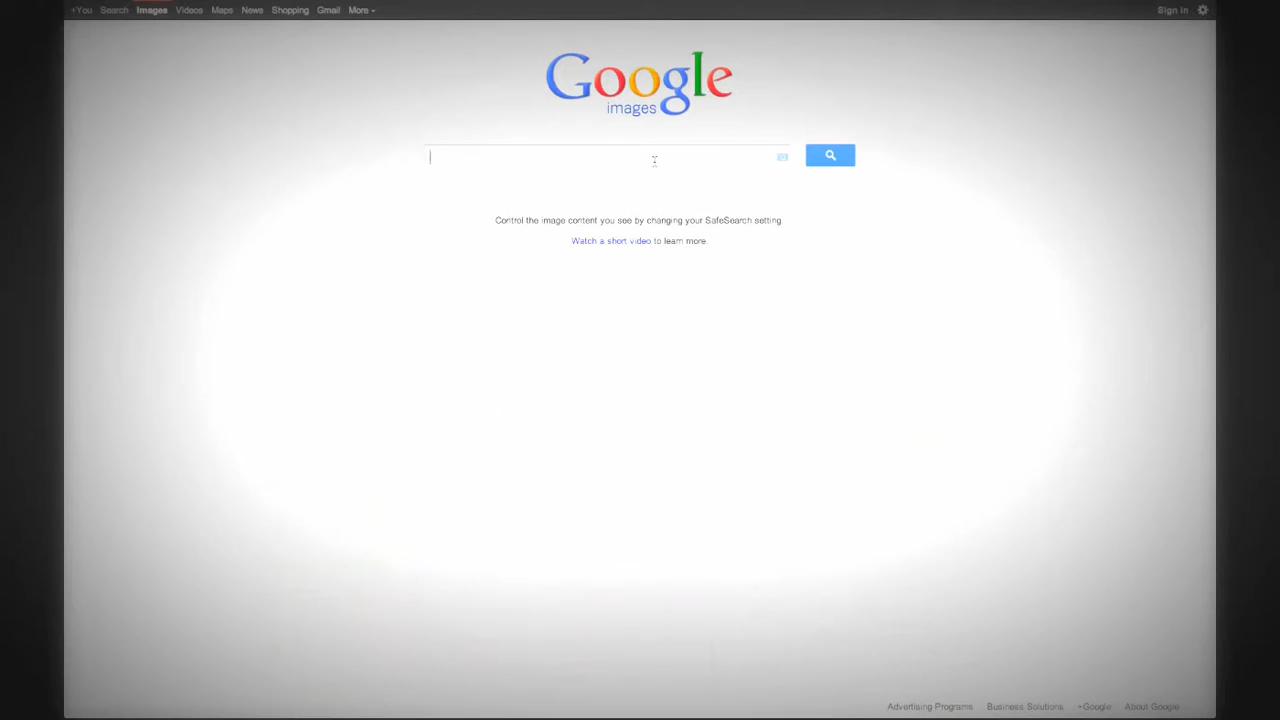 +You Search Images Videos Maps News Shopping Gmail More Sign in
Google
images
Control the image content you see by changing your SafeSearch setting
Watch a short video to learn more.
Advertising Programs Business Solutions +Google About Google